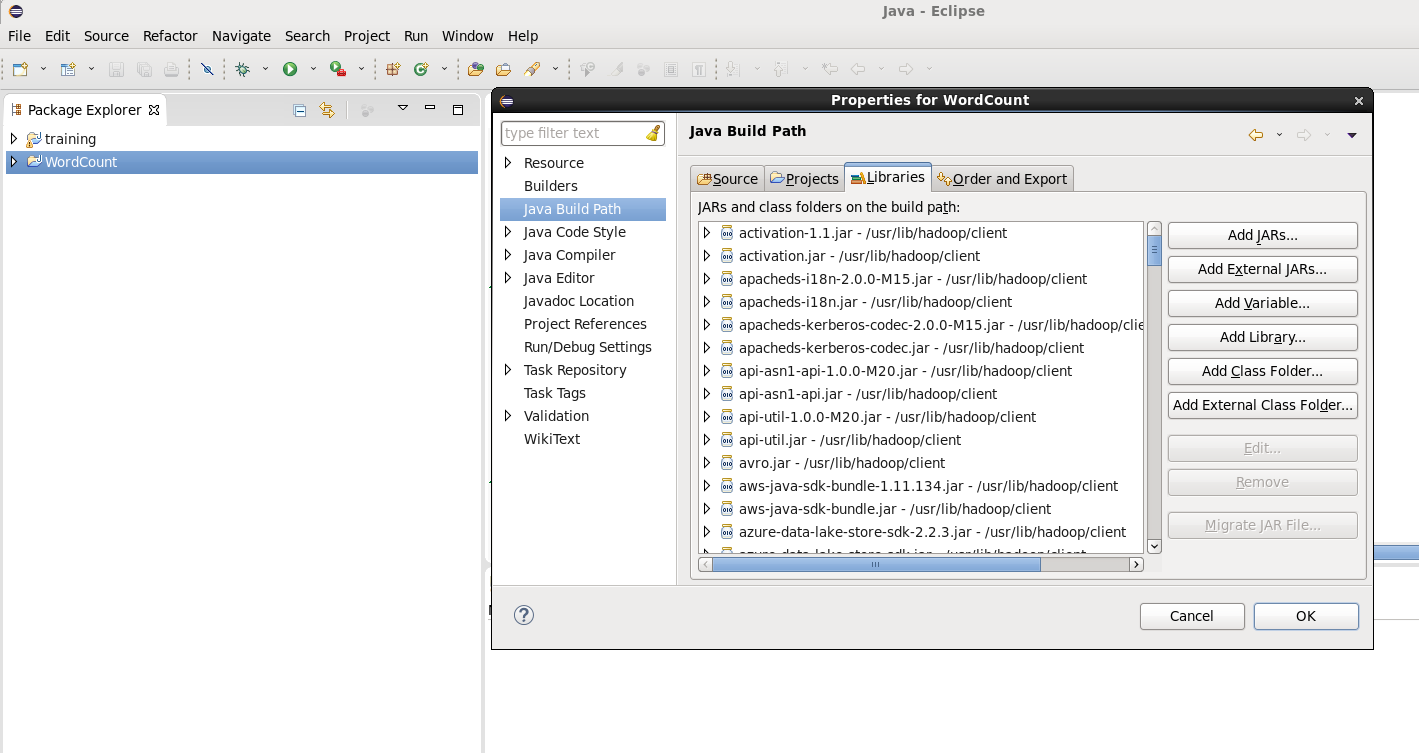 Java - Eclipse
File Edit Source Refactor Navigate Search Project Run Window Help
Package Explorer
training
WordCount
Properties for WordCount
type filter text
Resource
Builders
Java Build Path
Java Code Style
Java Compiler
Java Editor
Javadoc Location
Project References
Run/Debug Settings
Task Repository
Task Tags
Validation
WikiText
Java Build Path
Source Projects Libraries Order and Export
JARs and class folders on the build path:
activation-1.1.jar - /usr/lib/hadoop/client
activation.jar - /usr/lib/hadoop/client
apacheds-i18n-2.0.0-M15.jar - /usr/lib/hadoop/client
apacheds-i18n.jar - /usr/lib/hadoop/client
apacheds-kerberos-codec-2.0.0-M15.jar - /usr/lib/hadoop/clie
apacheds-kerberos-codec.jar - /usr/lib/hadoop/client
api-asn1-api-1.0.0-M20.jar - /usr/lib/hadoop/client
api-asn1-api.jar - /usr/lib/hadoop/client
api-util-1.0.0-M20.jar - /usr/lib/hadoop/client
api-util.jar - /usr/lib/hadoop/client
avro.jar - /usr/lib/hadoop/client
aws-java-sdk-bundle-1.11.134.jar - /usr/lib/hadoop/client
aws-java-sdk-bundle.jar - /usr/lib/hadoop/client
azure-data-lake-store-sdk-2.2.3.jar - /usr/lib/hadoop/client
azure-data-lake-store-sdk.jar - /usr/lib/hadoop/client
Add JARs...
Add External JARs...
Add Variable...
Add Library...
Add Class Folder...
Add External Class Folder...
Edit...
Remove
Migrate JAR File...
Cancel
OK